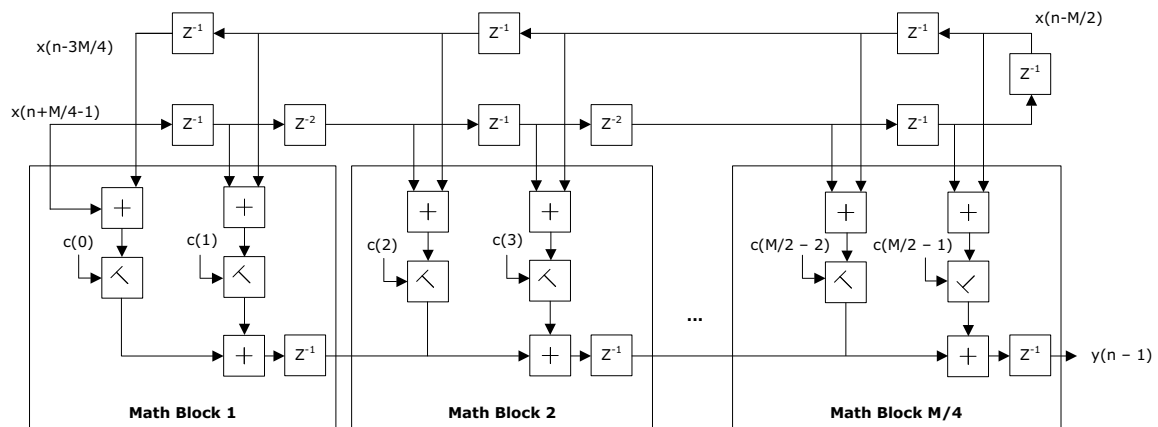 x(n-3M/4)
Z⁻¹
Z⁻¹
Z⁻¹
x(n-M/2)
Z⁻¹
x(n+M/4-1)
Z⁻¹
Z⁻²
Z⁻¹
Z⁻²
Z⁻¹
+
+
+
+
+
+
c(0)
c(1)
c(2)
c(3)
c(M/2 – 2)
c(M/2 – 1)
...
+
Z⁻¹
+
Z⁻¹
+
Z⁻¹
y(n – 1)
Math Block 1
Math Block 2
Math Block M/4